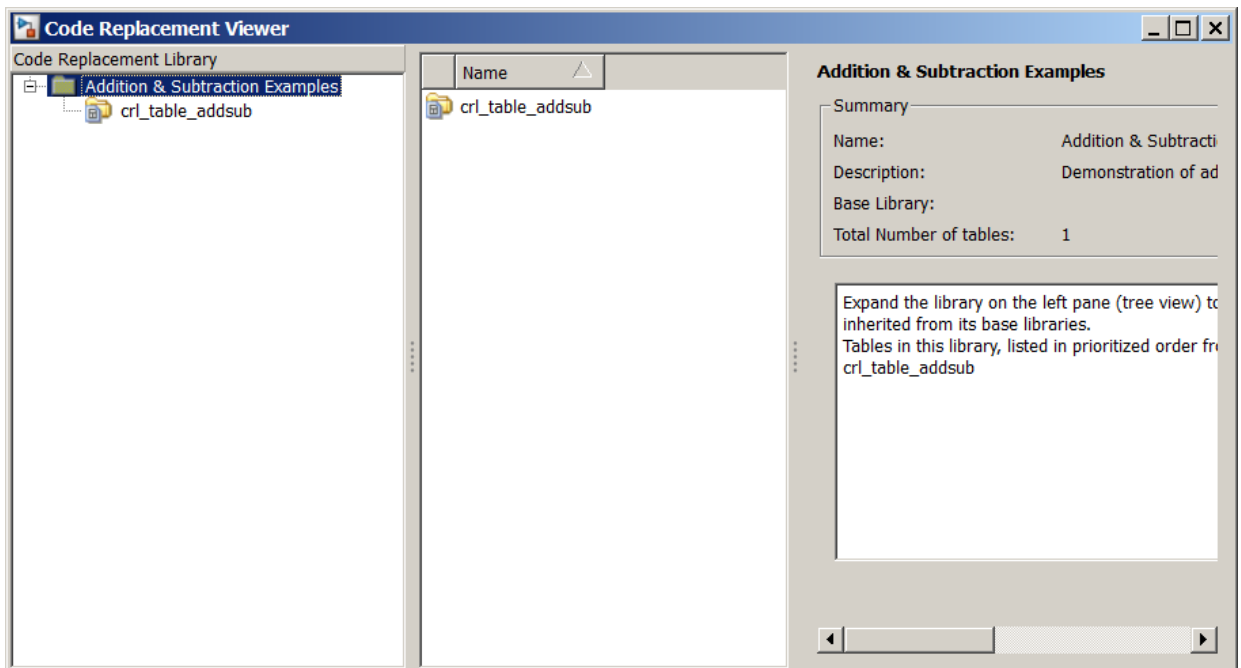 Code Replacement Viewer
Code Replacement Library
Addition & Subtraction Examples
crl_table_addsub
Name
crl_table_addsub
Addition & Subtraction Examples
Summary
Name: Addition & Subtracti
Description: Demonstration of ad
Base Library:
Total Number of tables: 1
Expand the library on the left pane (tree view) to
inherited from its base libraries.
Tables in this library, listed in prioritized order
crl_table_addsub